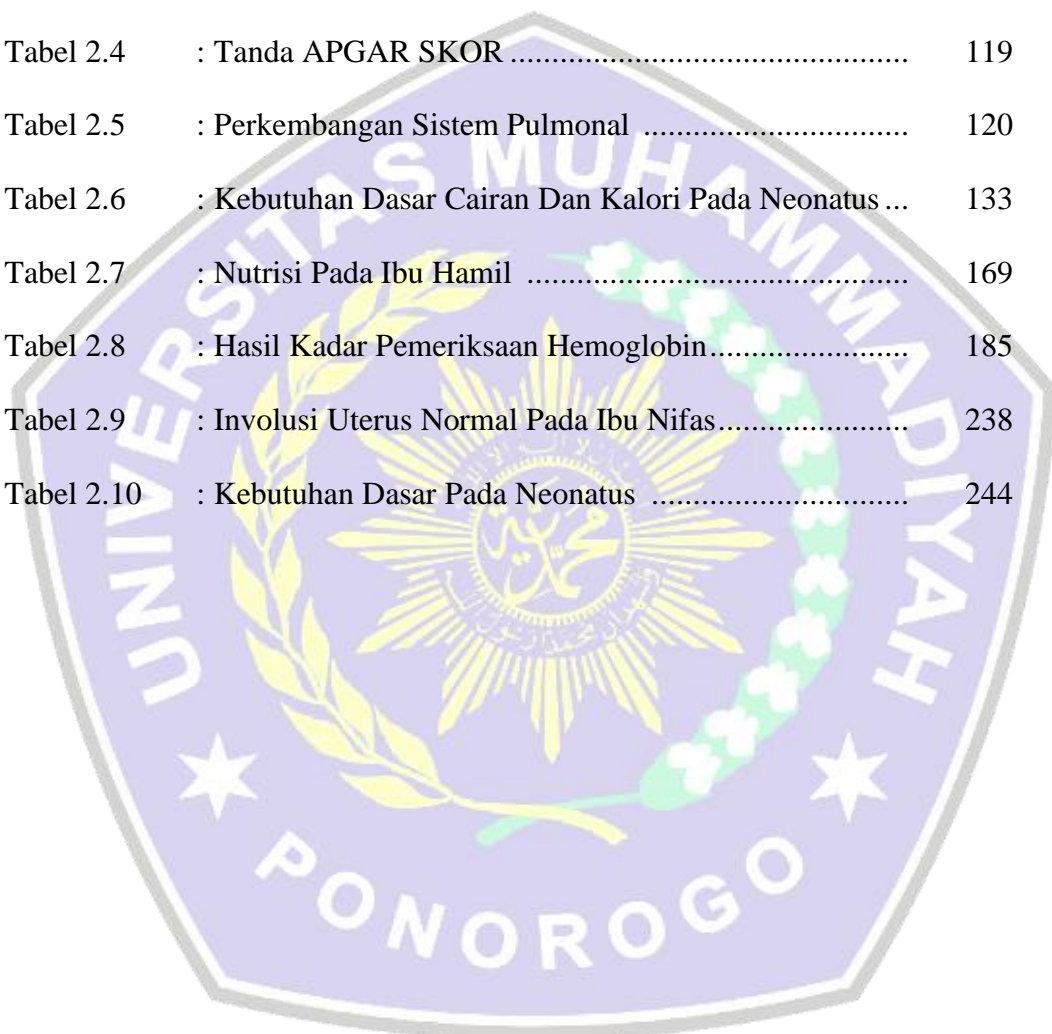 Tabel 2.4 : Tanda APGAR SKOR ................................................ 119
Tabel 2.5 : Perkembangan Sistem Pulmonal ................................ 120
Tabel 2.6 : Kebutuhan Dasar Cairan Dan Kalori Pada Neonatus ... 133
Tabel 2.7 : Nutrisi Pada Ibu Hamil .............................................. 169
Tabel 2.8 : Hasil Kadar Pemeriksaan Hemoglobin........................ 185
Tabel 2.9 : Involusi Uterus Normal Pada Ibu Nifas....................... 238
Tabel 2.10 : Kebutuhan Dasar Pada Neonatus ............................... 244
UNIVERSITAS MUHAMMADIYAH
PONOROGO